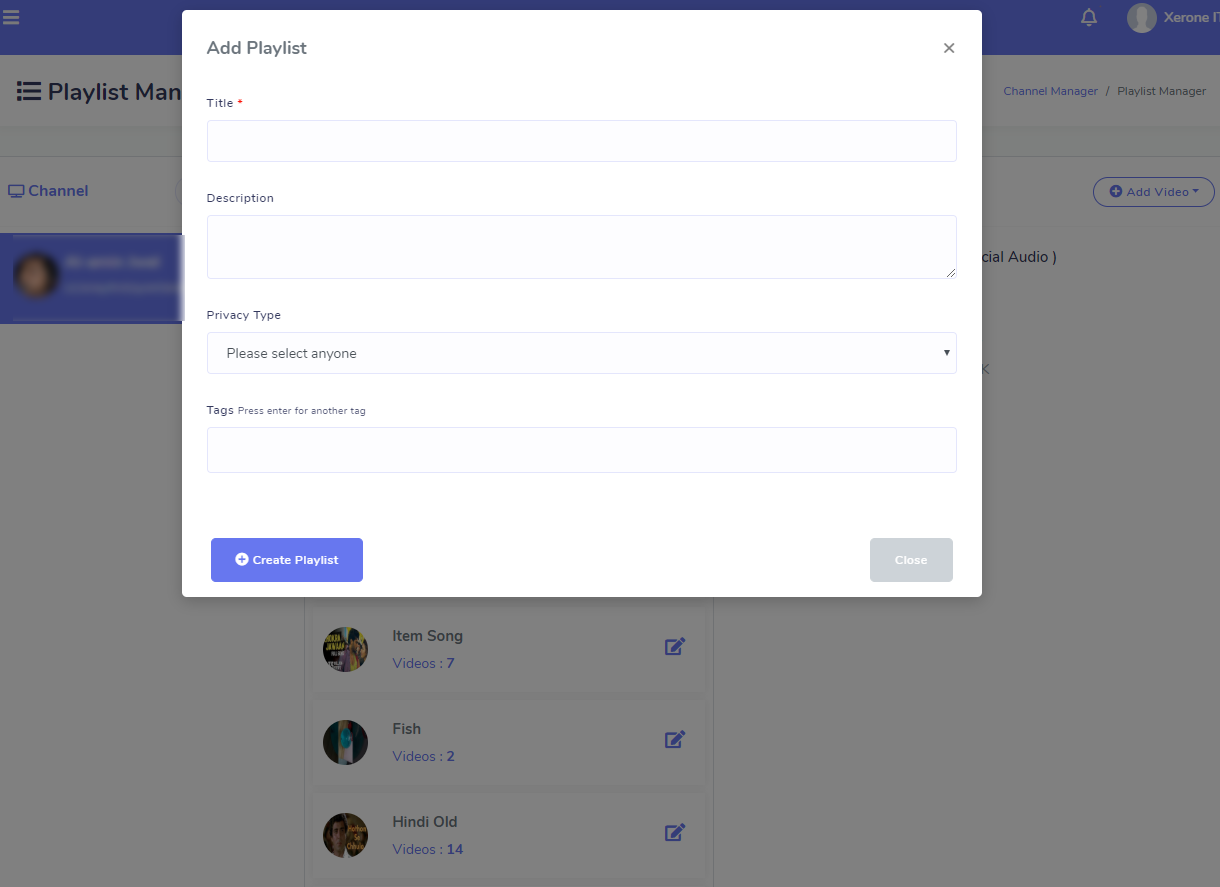 Xerone IT
Add Playlist
×
Playlist Man
Channel Manager / Playlist Manager
Title *
Channel
Add Video
Description
cial Audio )
Privacy Type
Please select anyone
K
Tags Press enter for another tag
Create Playlist
Close
Item Song
Videos : 7
Fish
Videos : 2
Hindi Old
Videos : 14